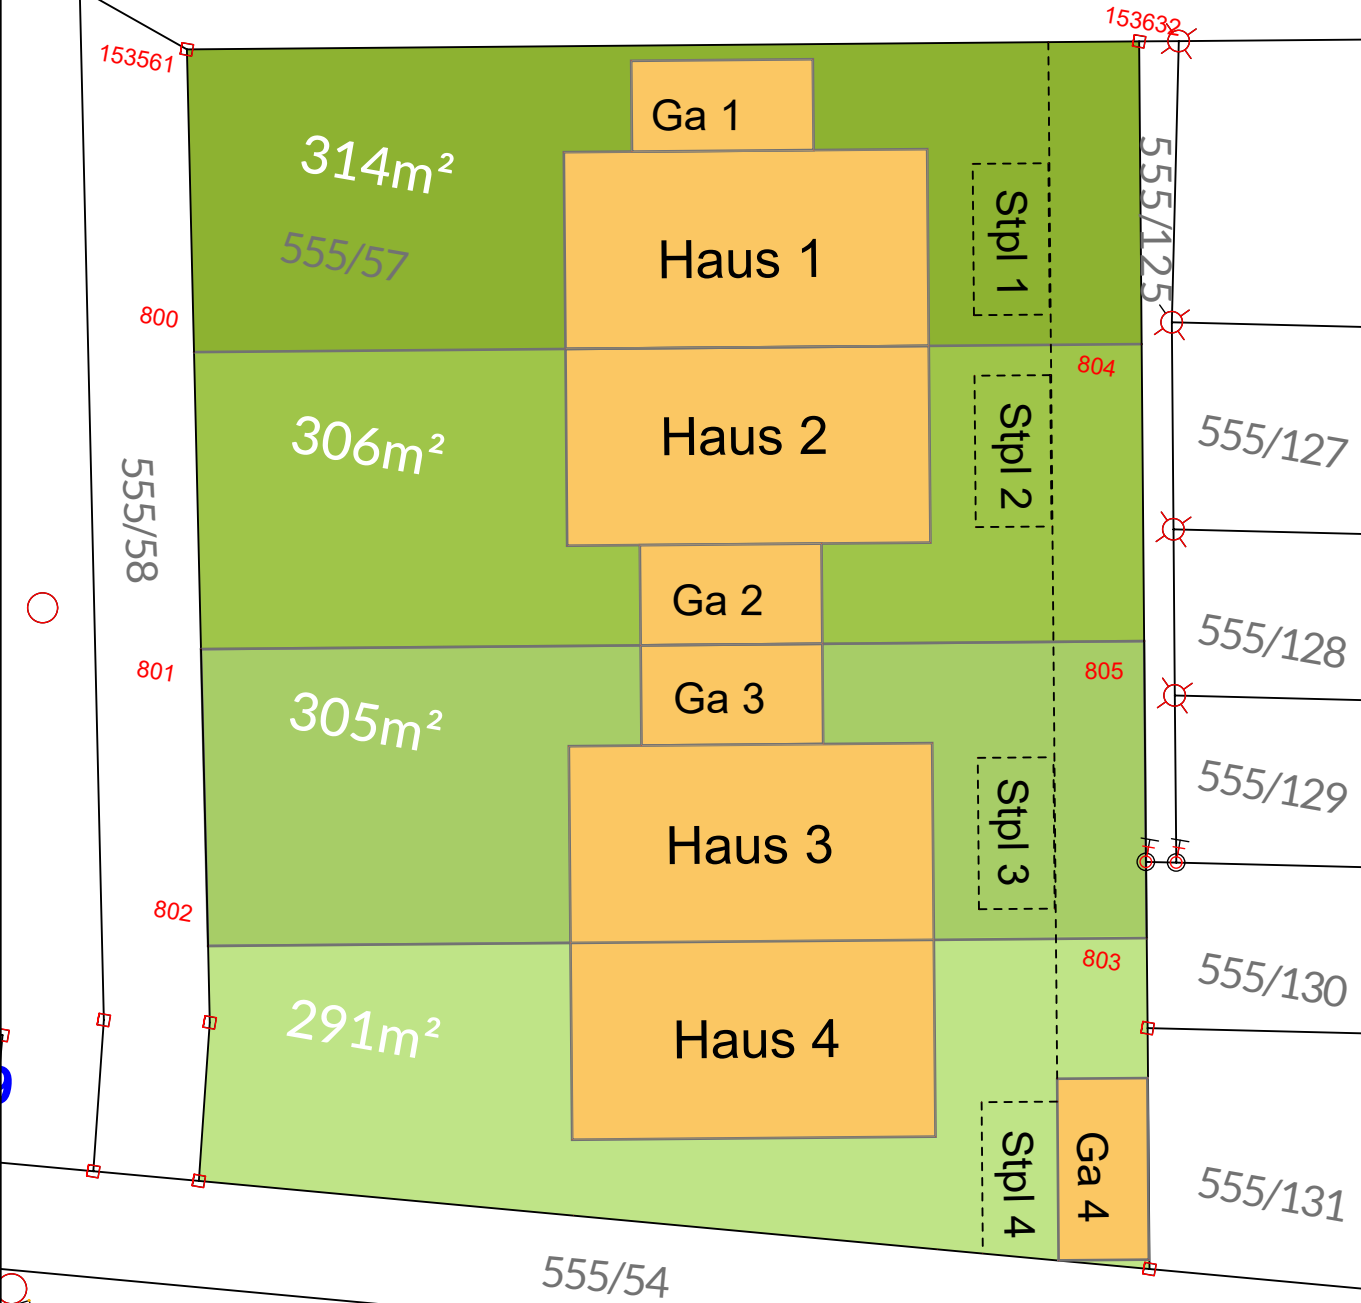 153632
153561
Ga 1
314m²
555/125
Stpl 1
555/57
Haus 1
800
804
Stpl 2
306m²
Haus 2
555/127
555/58
Ga 2
555/128
801
805
Ga 3
305m²
555/129
Stpl 3
Haus 3
802
803
555/130
291m²
Haus 4
9
Stpl 4
Ga 4
555/131
555/54